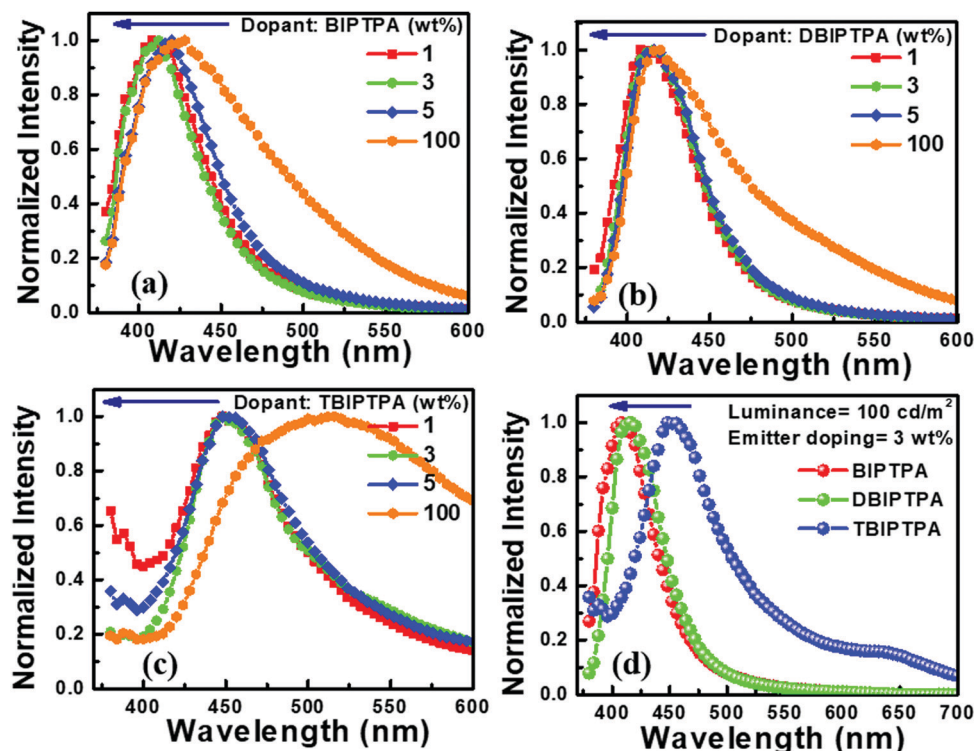 Dopant: BIPTPA (wt%)
1
3
5
100
1.0
0.8
0.6
0.4
0.2
0.0
Normalized Intensity
(a)
400
450
500
550
600
Wavelength (nm)
Dopant: DBIPTPA (wt%)
1
3
5
100
1.0
0.8
0.6
0.4
0.2
0.0
Normalized Intensity
(b)
400
450
500
550
600
Wavelength (nm)
Dopant: TBIPTPA (wt%)
1
3
5
100
1.0
0.8
0.6
0.4
0.2
0.0
Normalized Intensity
(c)
400
450
500
550
600
Wavelength (nm)
Luminance= 100 cd/m²
Emitter doping= 3 wt%
BIPTPA
DBIPTPA
TBIPTPA
1.0
0.8
0.6
0.4
0.2
0.0
Normalized Intensity
(d)
400
450
500
550
600
650
700
Wavelength (nm)